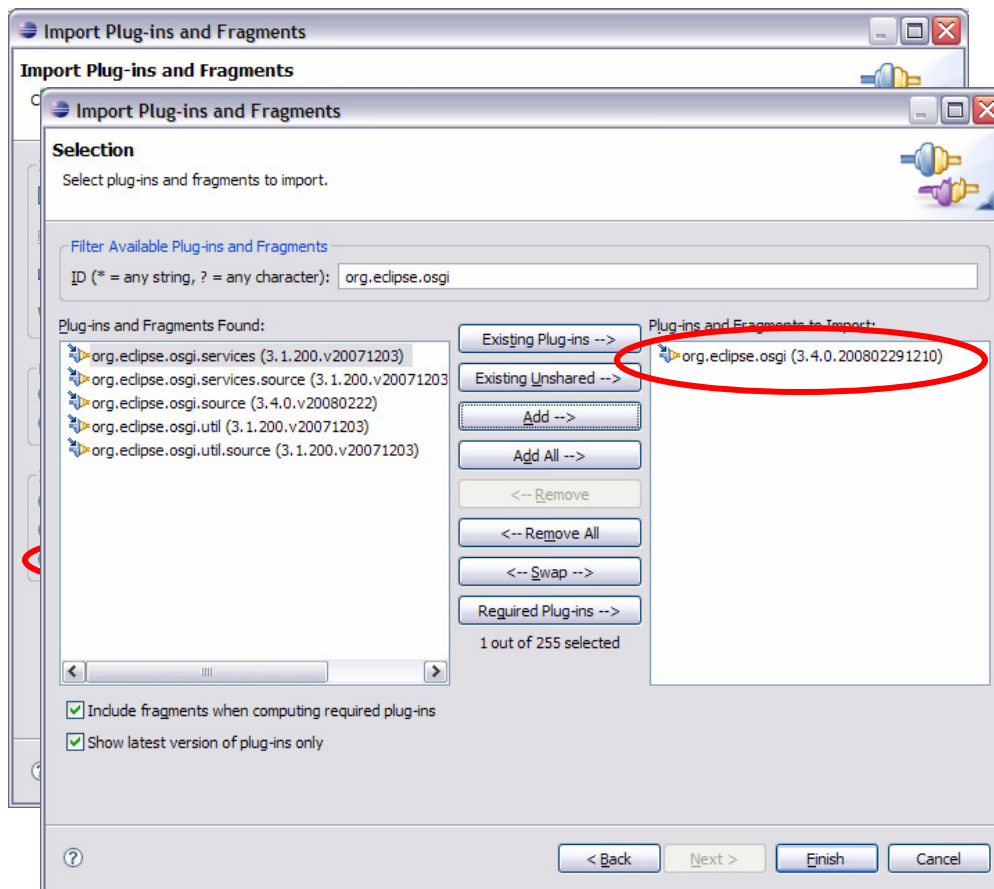 Import Plug-ins and Fragments
Import Plug-ins and Fragments
Import Plug-ins and Fragments
Selection
Select plug-ins and fragments to import.
Filter Available Plug-ins and Fragments
ID (* = any string, ? = any character): org.eclipse.osgi
Plug-ins and Fragments Found:
org.eclipse.osgi.services (3.1.200.v20071203)
org.eclipse.osgi.services.source (3.1.200.v20071203
org.eclipse.osgi.source (3.4.0.v20080222)
org.eclipse.osgi.util (3.1.200.v20071203)
org.eclipse.osgi.util.source (3.1.200.v20071203)
Existing Plug-ins -->
Existing Unshared -->
Add -->
Add All -->
<-- Remove
<-- Remove All
<-- Swap -->
Required Plug-ins -->
1 out of 255 selected
Plug-ins and Fragments to Import:
org.eclipse.osgi (3.4.0.200802291210)
Include fragments when computing required plug-ins
Show latest version of plug-ins only
?
< Back
Next >
Finish
Cancel